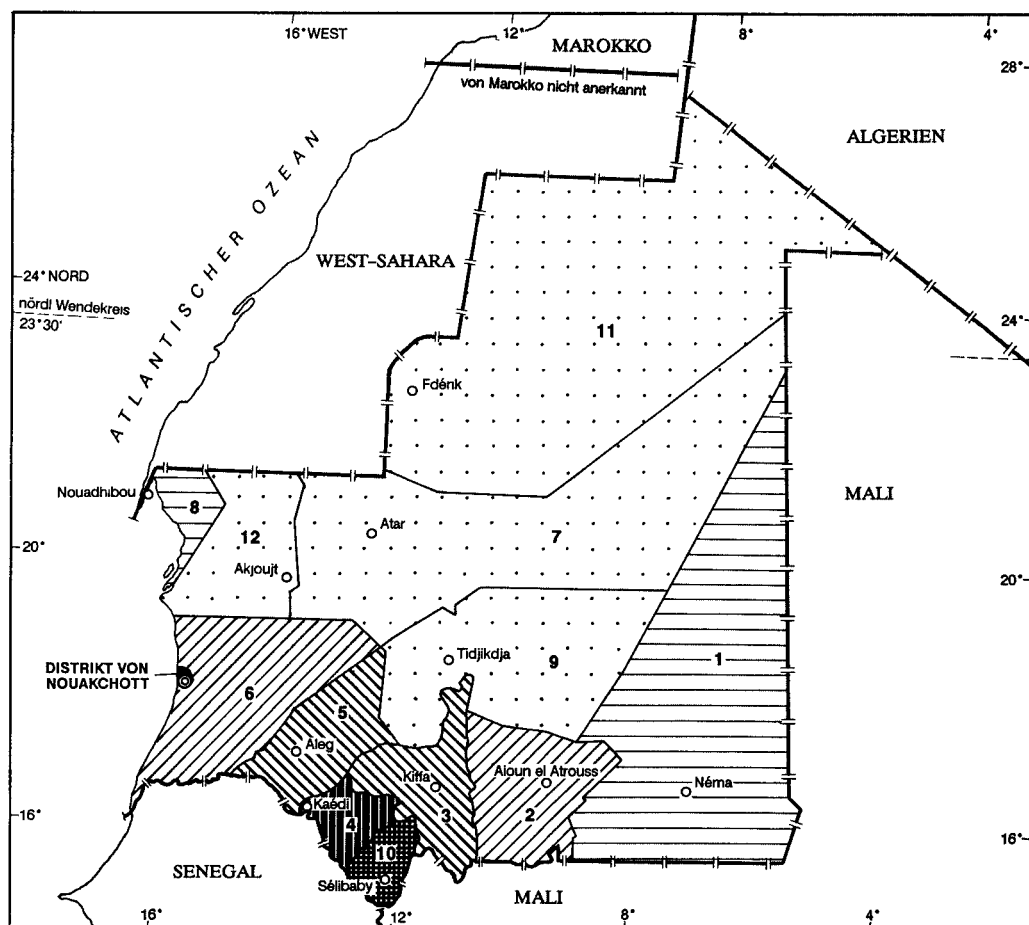 16° WEST
12°
8°
4°
MAROKKO
28°
28°
von Marokko nicht anerkannt
ALGERIEN
ATLANTISCHER OZEAN
WEST–SAHARA
24° NORD
nördl Wendekreis
23° 30'
24°
11
Fdénk
Nouadhibou
8
MALI
12
Atar
7
Akjoujt
20°
20°
DISTRIKT VON
NOUAKCHOTT
Tidjikdja
9
1
6
5
Aleg
Kiffa
Aioun el Atrouss
Néma
16°
Kaédi
4
3
2
16°
10
SENEGAL
Sélibaby
MALI
16°
12°
8°
4°